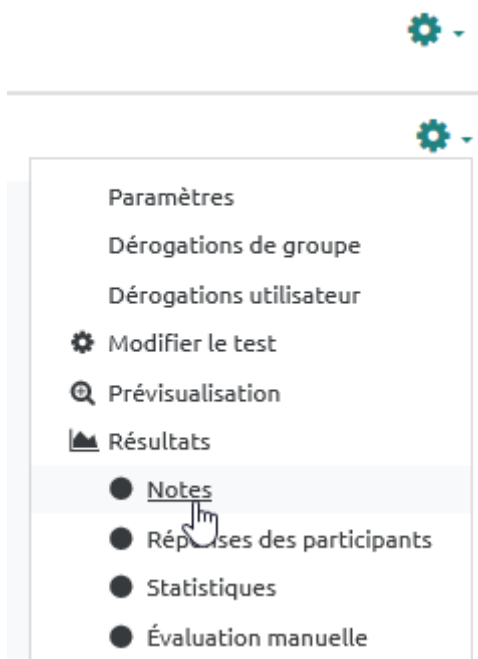 Paramètres
Dérogations de groupe
Dérogations utilisateur
Modifier le test
Prévisualisation
Résultats
Notes
Réponses des participants
Statistiques
Évaluation manuelle